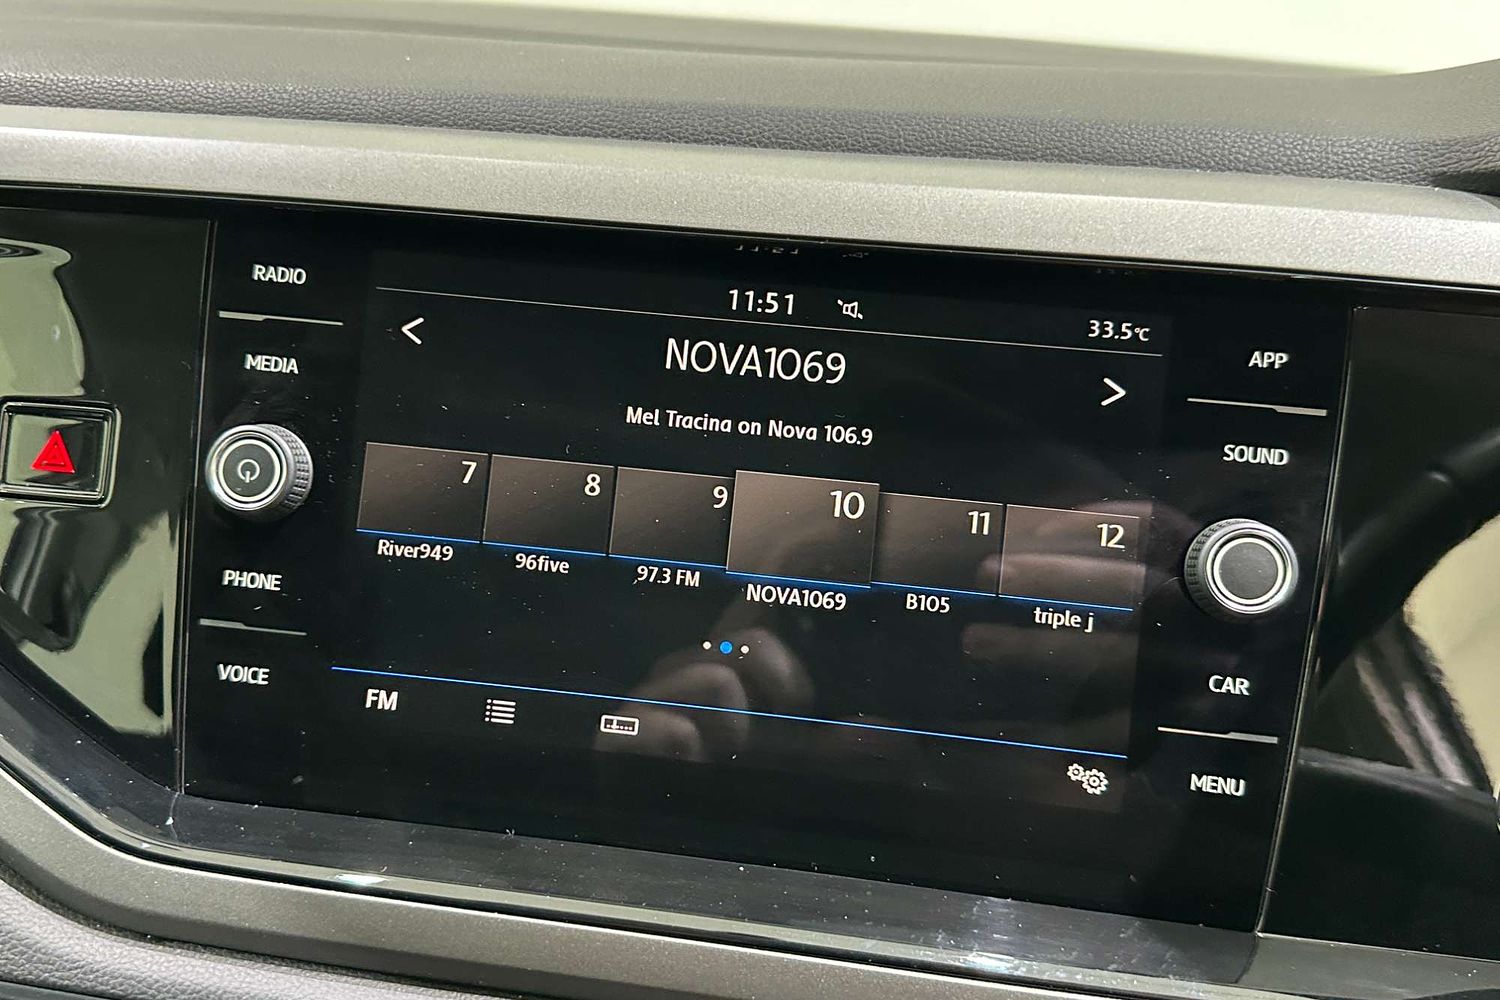 RADIO
MEDIA
PHONE
VOICE
11:51
33.5°C
NOVA1069
Mel Tracina on Nova 106.9
7
8
9
10
11
12
River949
96five
97.3 FM
NOVA1069
B105
triple j
FM
APP
SOUND
CAR
MENU